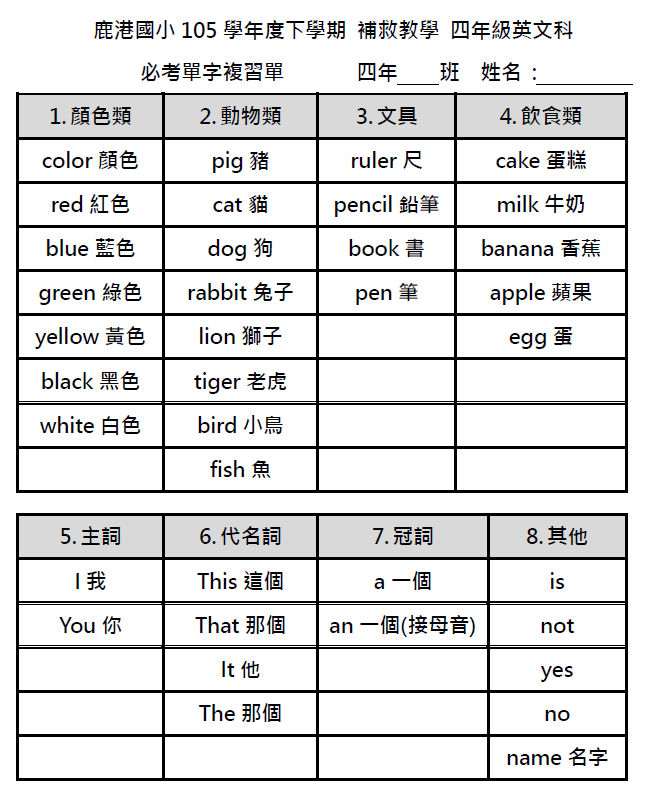 鹿港國小 105 學年度下學期 補救教學 四年級英文科
必考單字複習單 四年____班 姓名：_________
1. 顏色類 2. 動物類 3. 文具 4. 飲食類
color 顏色 pig 豬 ruler 尺 cake 蛋糕
red 紅色 cat 貓 pencil 鉛筆 milk 牛奶
blue 藍色 dog 狗 book 書 banana 香蕉
green 綠色 rabbit 兔子 pen 筆 apple 蘋果
yellow 黃色 lion 獅子 egg 蛋
black 黑色 tiger 老虎
white 白色 bird 小鳥
fish 魚
5. 主詞 6. 代名詞 7. 冠詞 8. 其他
I 我 This 這個 a 一個 is
You 你 That 那個 an 一個(接母音) not
It 他 yes
The 那個 no
name 名字